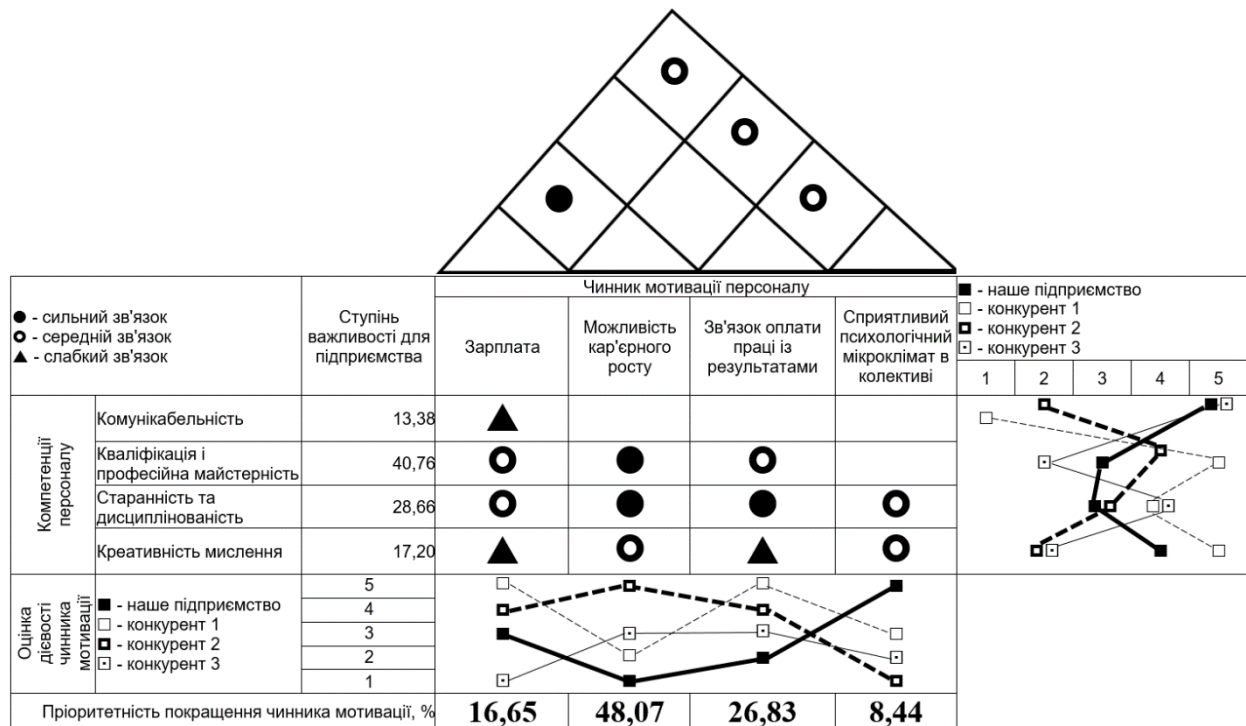 Чинник мотивації персоналу
- сильний зв'язок
- середній зв'язок
- слабкий зв'язок
Ступінь
важливості для
підприємства
Зарплата
Можливість
кар'єрного
росту
Зв'язок оплати
праці із
результатами
Сприятливий
психологічний
мікроклімат в
колективі
- наше підприємство
- конкурент 1
- конкурент 2
- конкурент 3
1 2 3 4 5
Компетенції
персоналу
Комунікабельність 13,38
Кваліфікація і
професійна майстерність 40,76
Старанність та
дисциплінованість 28,66
Креативність мислення 17,20
Оцінка
дієвості
чинника
мотивації
- наше підприємство
- конкурент 1
- конкурент 2
- конкурент 3
5
4
3
2
1
Пріоритетність покращення чинника мотивації, % 16,65 48,07 26,83 8,44